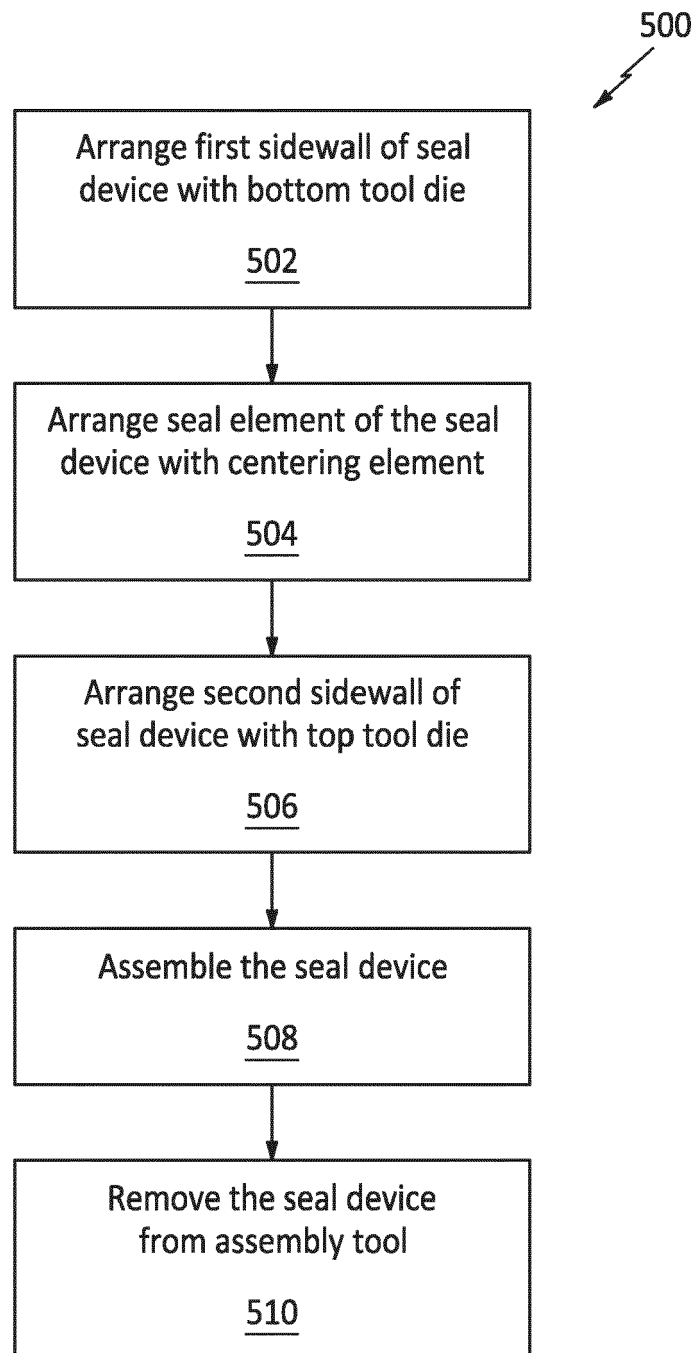 500
Arrange first sidewall of seal
device with bottom tool die
502
Arrange seal element of the seal
device with centering element
504
Arrange second sidewall of
seal device with top tool die
506
Assemble the seal device
508
Remove the seal device
from assembly tool
510